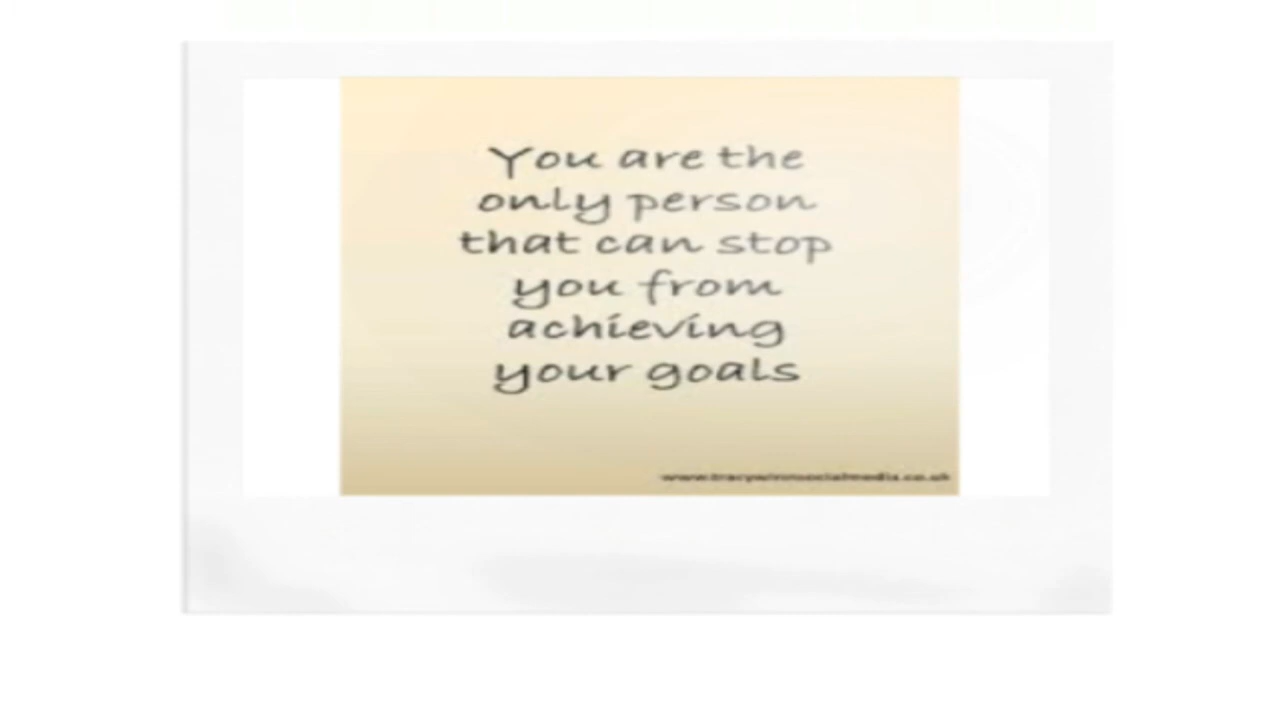 You are the
only person
that can stop
you from
achieving
your goals